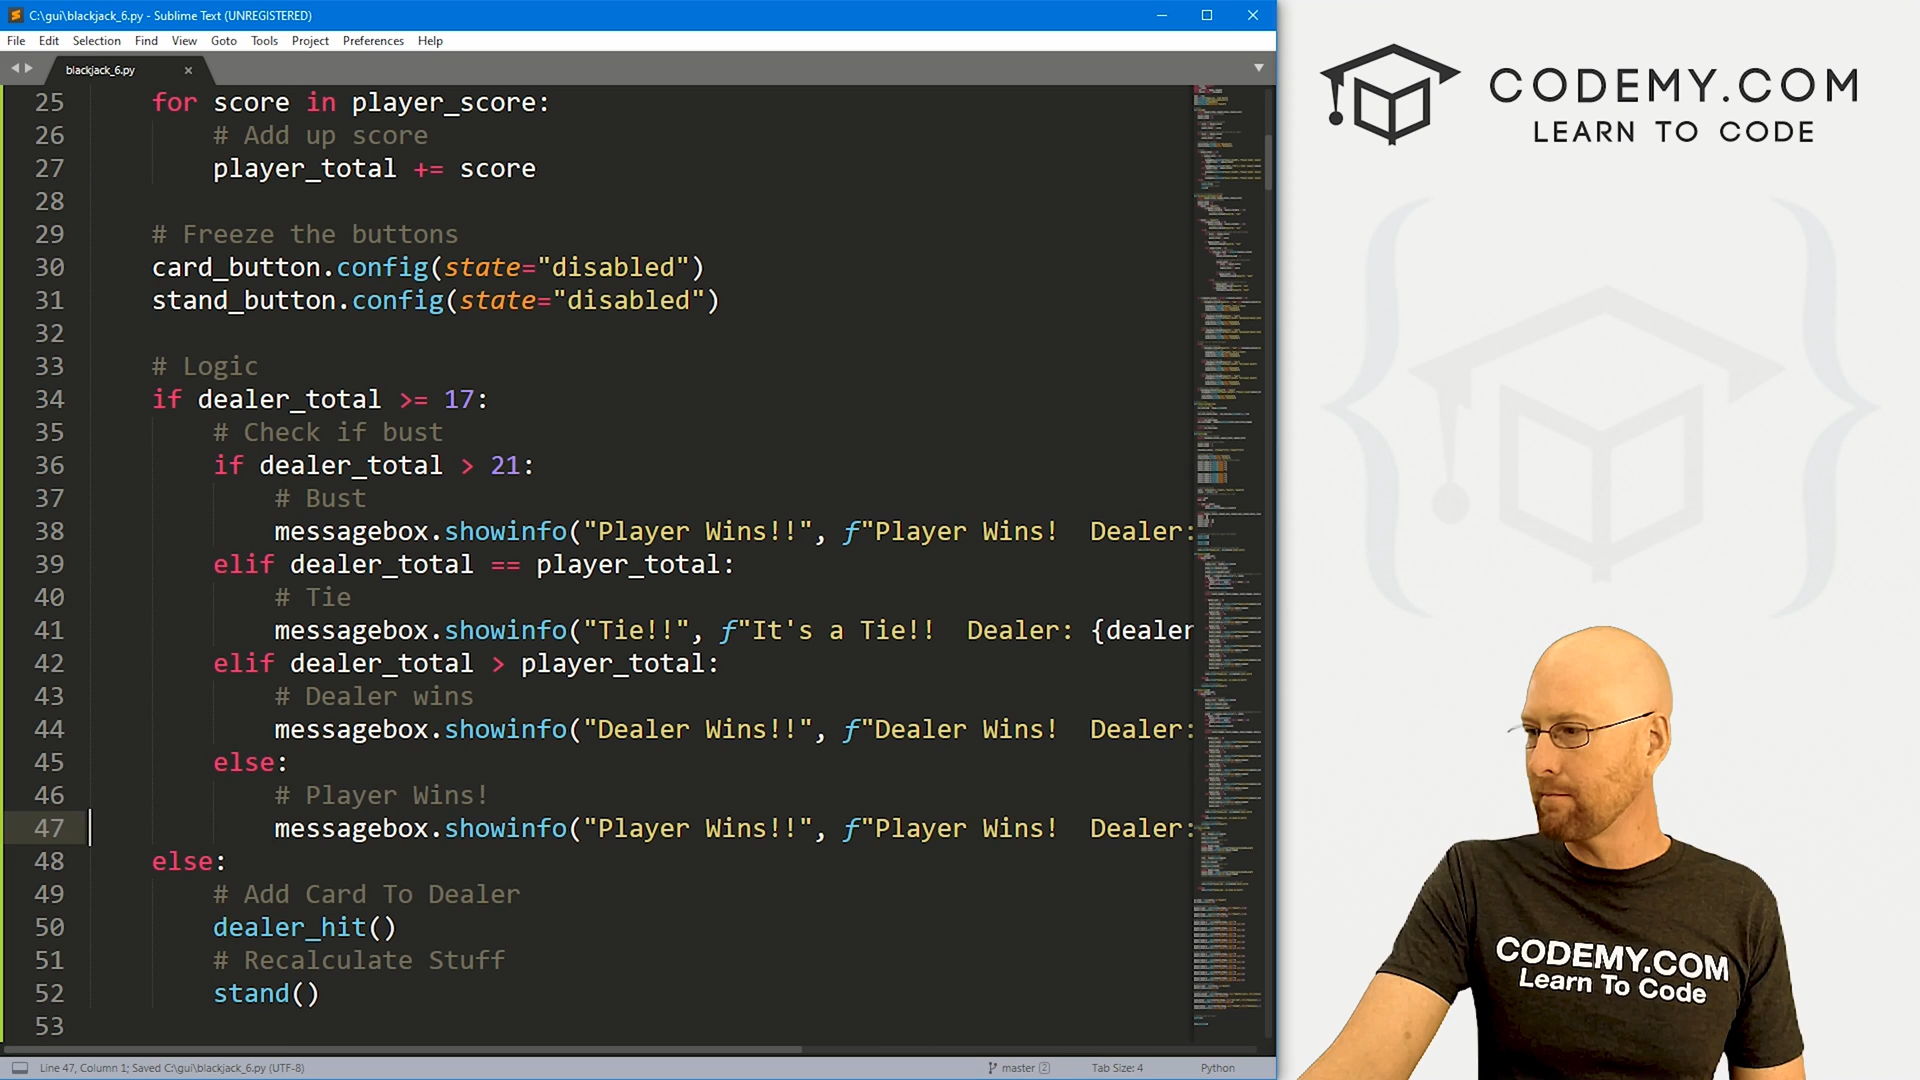 C:\gui\blackjack_6.py - Sublime Text (UNREGISTERED)
File Edit Selection Find View Goto Tools Project Preferences Help
blackjack_6.py
25 for score in player_score:
26 # Add up score
27 player_total += score
28
29 # Freeze the buttons
30 card_button.config(state="disabled")
31 stand_button.config(state="disabled")
32
33 # Logic
34 if dealer_total >= 17:
35 # Check if bust
36 if dealer_total > 21:
37 # Bust
38 messagebox.showinfo("Player Wins!!", f"Player Wins!  Dealer:
39 elif dealer_total == player_total:
40 # Tie
41 messagebox.showinfo("Tie!!", f"It's a Tie!!  Dealer: {dealer
42 elif dealer_total > player_total:
43 # Dealer wins
44 messagebox.showinfo("Dealer Wins!!", f"Dealer Wins!  Dealer:
45 else:
46 # Player Wins!
47 messagebox.showinfo("Player Wins!!", f"Player Wins!  Dealer:
48 else:
49 # Add Card To Dealer
50 dealer_hit()
51 # Recalculate Stuff
52 stand()
53
Line 47, Column 1; Saved C:\gui\blackjack_6.py (UTF-8)
master 2
Tab Size: 4
Python
CODEMY.COM
LEARN TO CODE
CODEMY.COM
Learn To Code